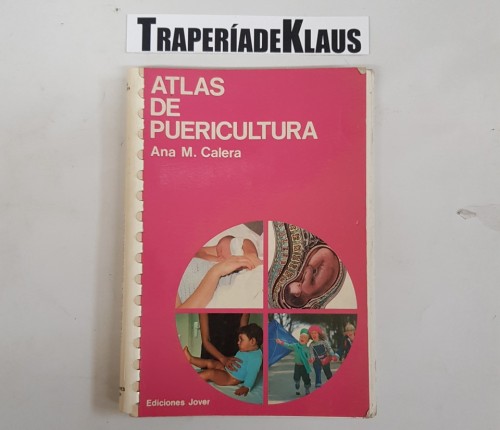 TRAPERÍADEKLAUS
ATLAS
DE
PUERICULTURA
Ana M. Calera
Ediciones Jover